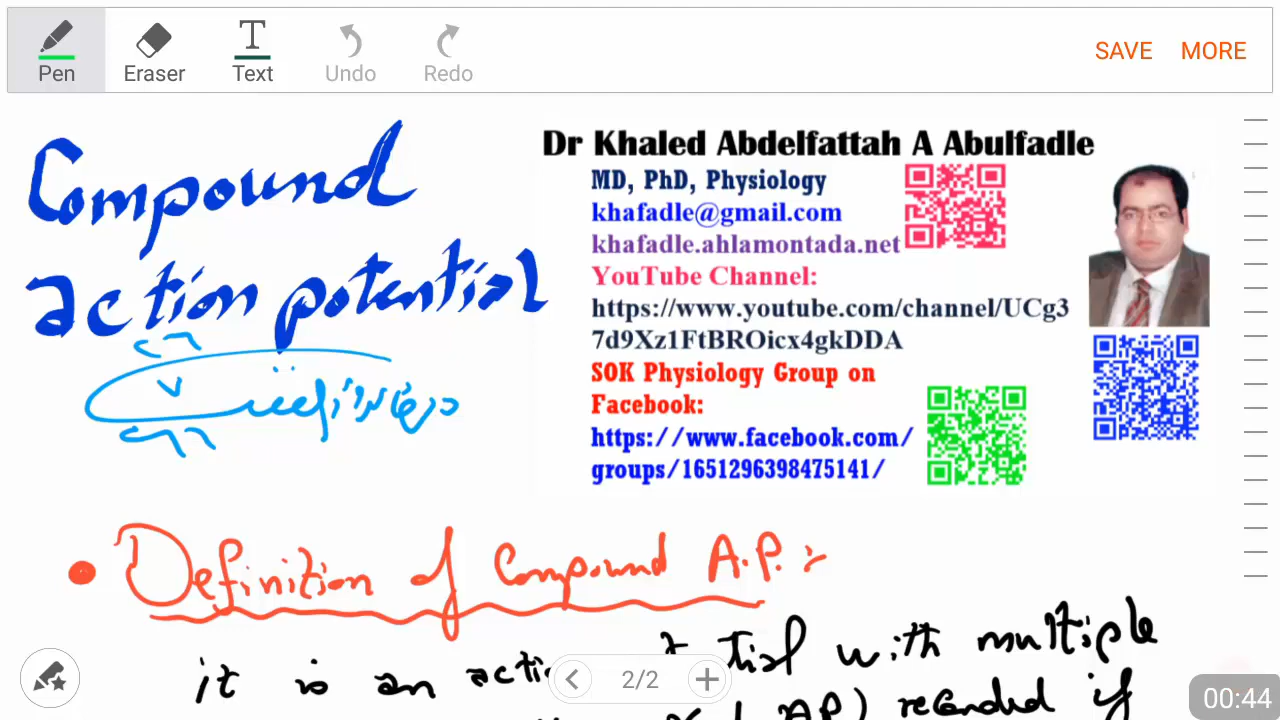 Pen Eraser Text Undo Redo SAVE MORE
Compound
action potential
Dr Khaled Abdelfattah A Abulfadle
MD, PhD, Physiology
khafadle@gmail.com
khafadle.ahlamontada.net
YouTube Channel:
https://www.youtube.com/channel/UCg3
7d9Xz1FtBROicx4gkDDA
SOK Physiology Group on
Facebook:
https://www.facebook.com/
groups/1651296398475141/
• Definition of Compound A.P. :
it is an potential with multiple
AP) recorded if
2/2
00:44